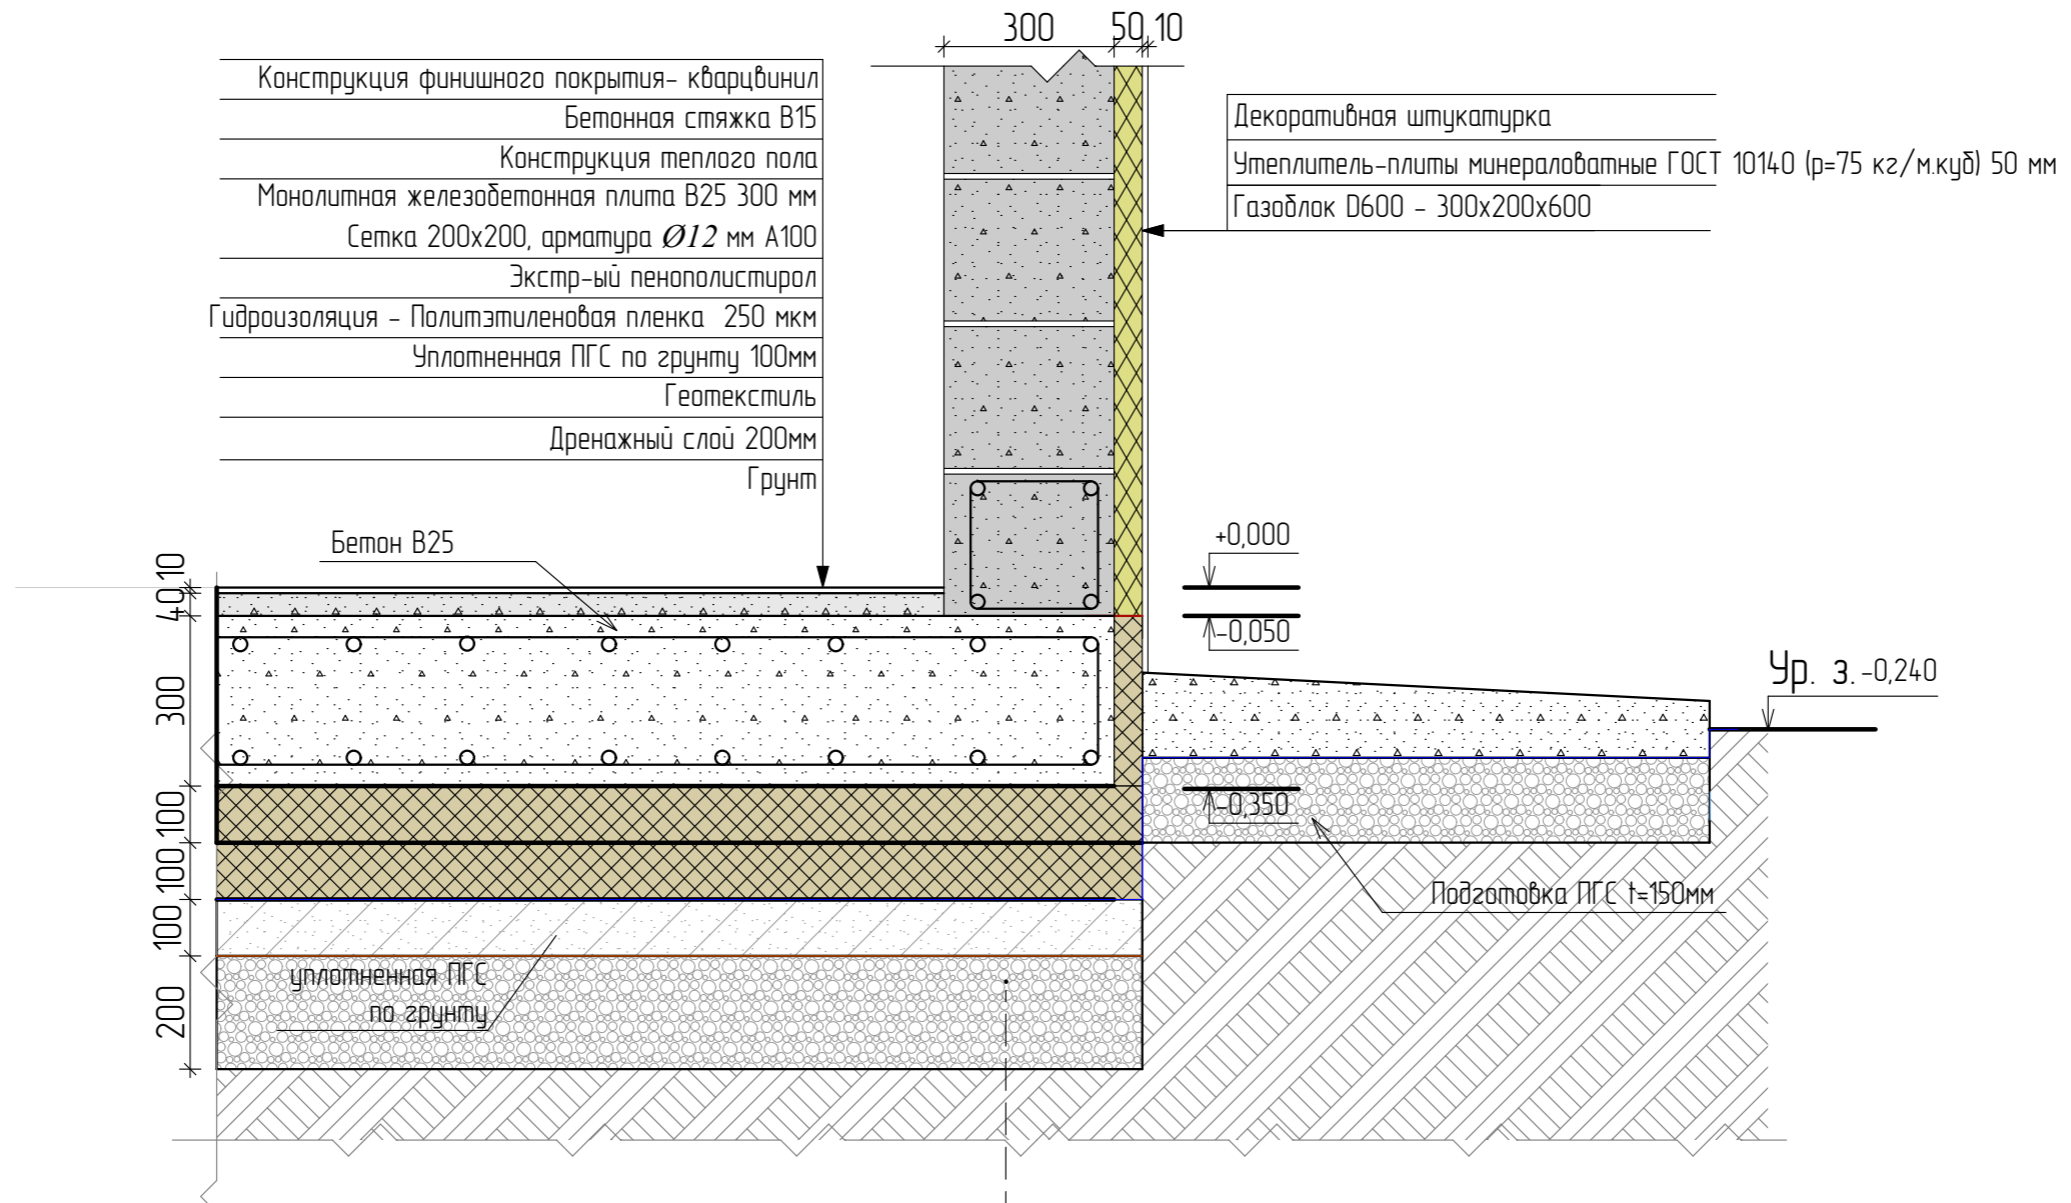 300
50
10
Конструкция финишного покрытия- кварцвинил
Бетонная стяжка В15
Конструкция теплого пола
Монолитная железобетонная плита В25 300 мм
Сетка 200х200, арматура Ø12 мм А100
Экстр-ый пенополистирол
Гидроизоляция - Политэтиленовая пленка 250 мкм
Уплотненная ПГС по грунту 100мм
Геотекстиль
Дренажный слой 200мм
Грунт
Декоративная штукатурка
Утеплитель-плиты минераловатные ГОСТ 10140 (р=75 кг/м.куб) 50 мм
Газоблок D600 - 300х200х600
Бетон В25
+0,000
-0,050
Ур. з. -0,240
-0,350
Подготовка ПГС t=150мм
уплотненная ПГС
по грунту
10
40
300
100
100
100
200